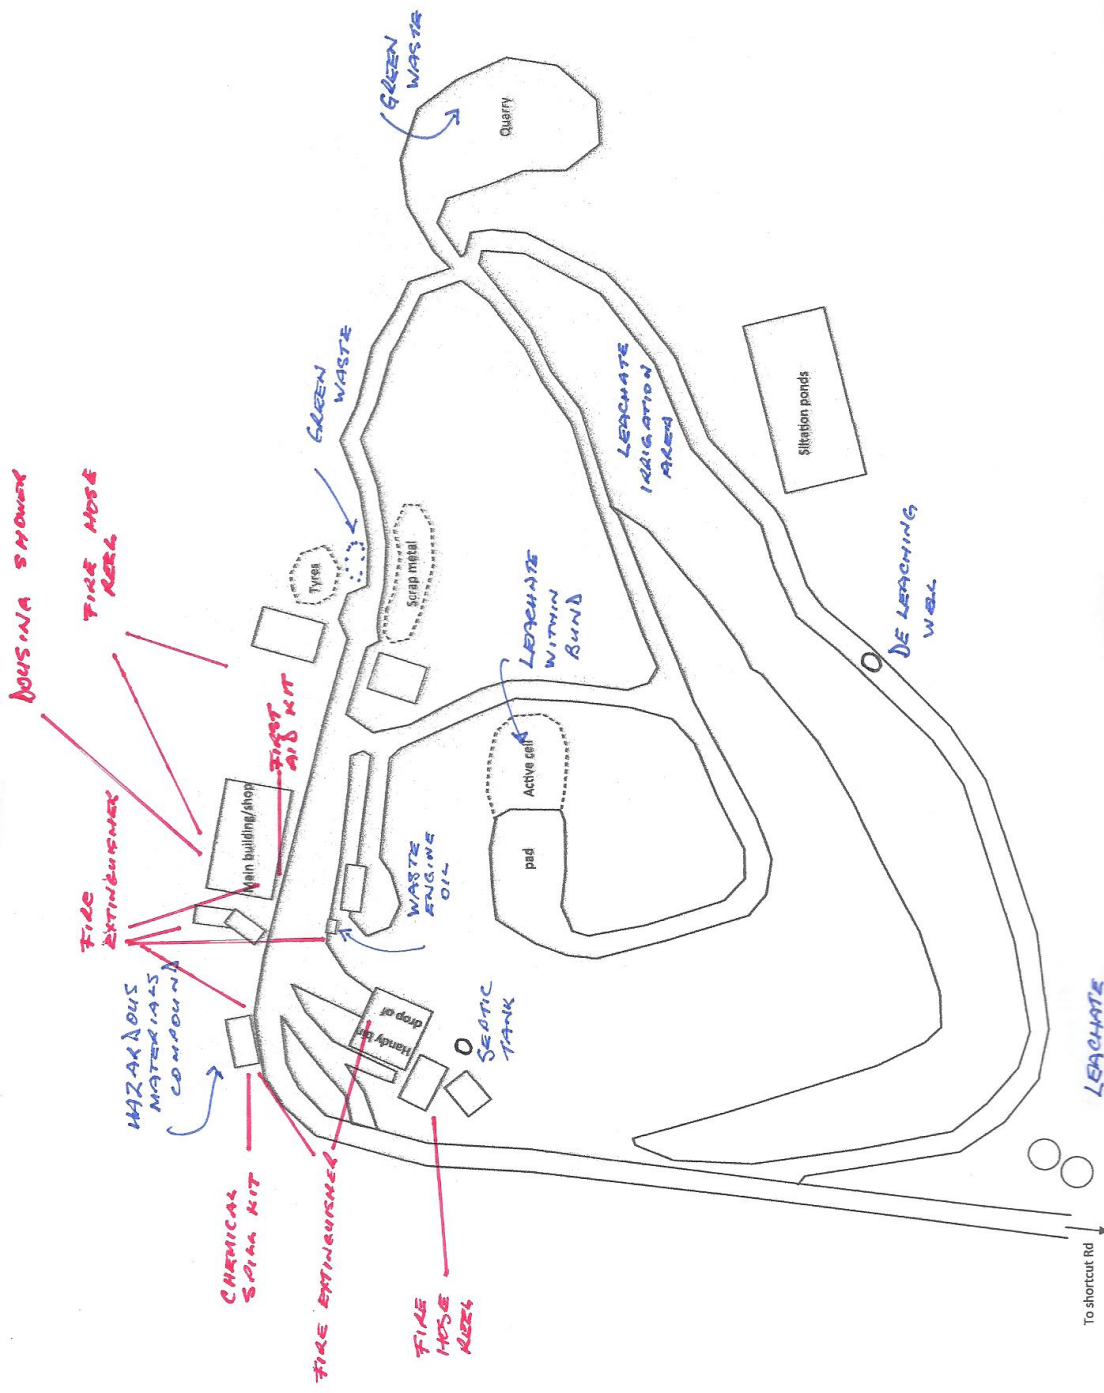 DOUSING SHOWER
FIRE HOSE
REEL
FIRE
EXTINGUISHER
FIRST
AID KIT
CHEMICAL
SPILL KIT
FIRE EXTINGUISHER
FIRE
HOSE
REEL
HAZARDOUS
MATERIALS
COMPOUND
Main building/shop
Tyres
Scrap metal
GREEN
WASTE
GREEN
WASTE
Quarry
WASTE
ENGINE
OIL
Handy bin
drop of
SEPTIC
TANK
pad
Active cell
LEACHATE
WITHIN
BUND
LEACHATE
IRRIGATION
AREA
Siltation ponds
DE LEACHING
WELL
LEACHATE
To shortcut Rd